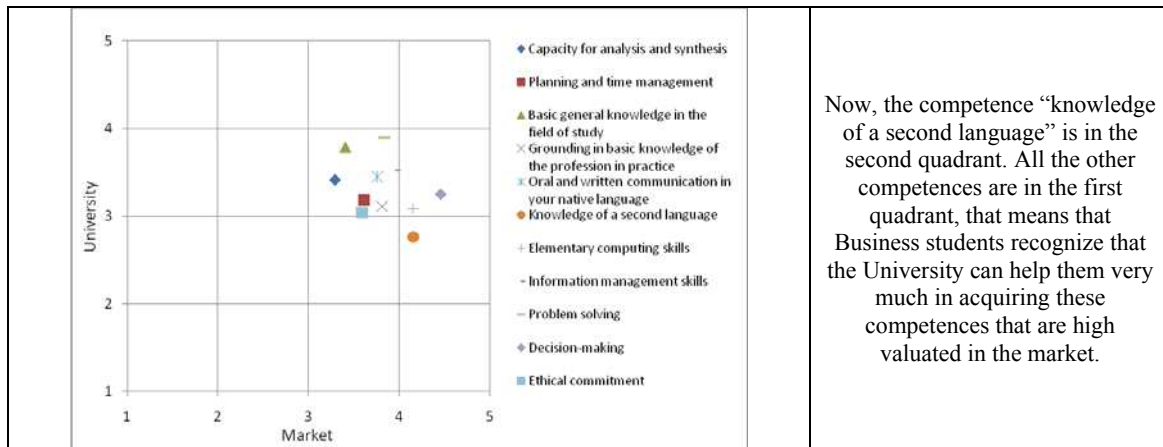 5
4
3
2
1
University
1
2
3
4
5
Market
Capacity for analysis and synthesis
Planning and time management
Basic general knowledge in the
field of study
Grounding in basic knowledge of
the profession in practice
Oral and written communication in
your native language
Knowledge of a second language
Elementary computing skills
Information management skills
Problem solving
Decision-making
Ethical commitment
Now, the competence “knowledge
of a second language” is in the
second quadrant. All the other
competences are in the first
quadrant, that means that
Business students recognize that
the University can help them very
much in acquiring these
competences that are high
valuated in the market.